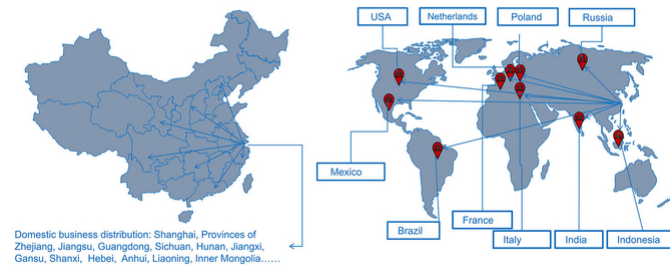 USA
Netherlands
Poland
Russia
Mexico
Brazil
France
Italy
India
Indonesia
Domestic business distribution: Shanghai, Provinces of
Zhejiang, Jiangsu, Guangdong, Sichuan, Hunan, Jiangxi,
Gansu, Shanxi, Hebei, Anhui, Liaoning, Inner Mongolia……